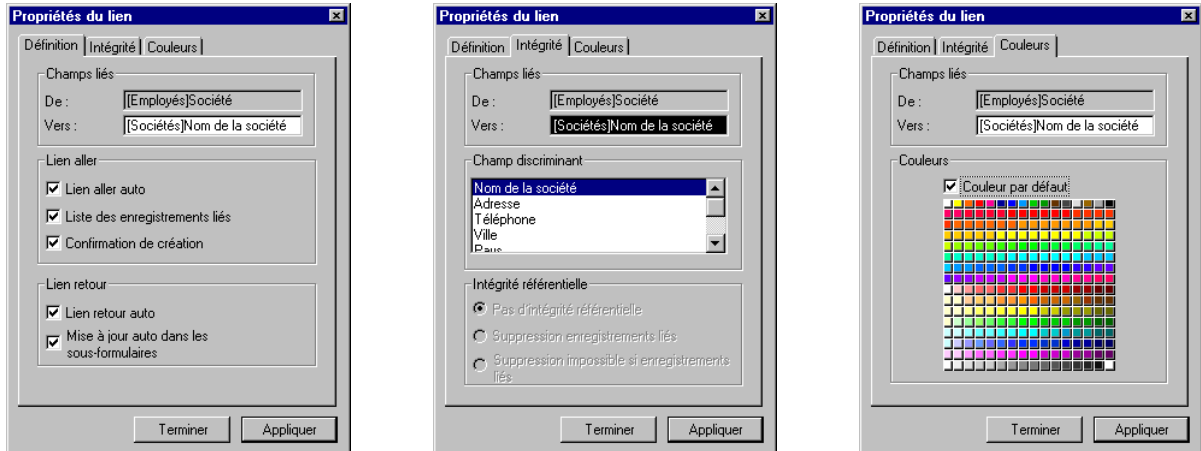 Propriétés du lien
Définition Intégrité Couleurs
Champs liés
De : [Employés]Société
Vers : [Sociétés]Nom de la société
Lien aller
Lien aller auto
Liste des enregistrements liés
Confirmation de création
Lien retour
Lien retour auto
Mise à jour auto dans les
sous-formulaires
Terminer Appliquer
Propriétés du lien
Définition Intégrité Couleurs
Champs liés
De : [Employés]Société
Vers : [Sociétés]Nom de la société
Champ discriminant
Nom de la société
Adresse
Téléphone
Ville
Pays
Intégrité référentielle
Pas d'intégrité référentielle
Suppression enregistrements liés
Suppression impossible si enregistrements
liés
Terminer Appliquer
Propriétés du lien
Définition Intégrité Couleurs
Champs liés
De : [Employés]Société
Vers : [Sociétés]Nom de la société
Couleurs
Couleur par défaut
Terminer Appliquer